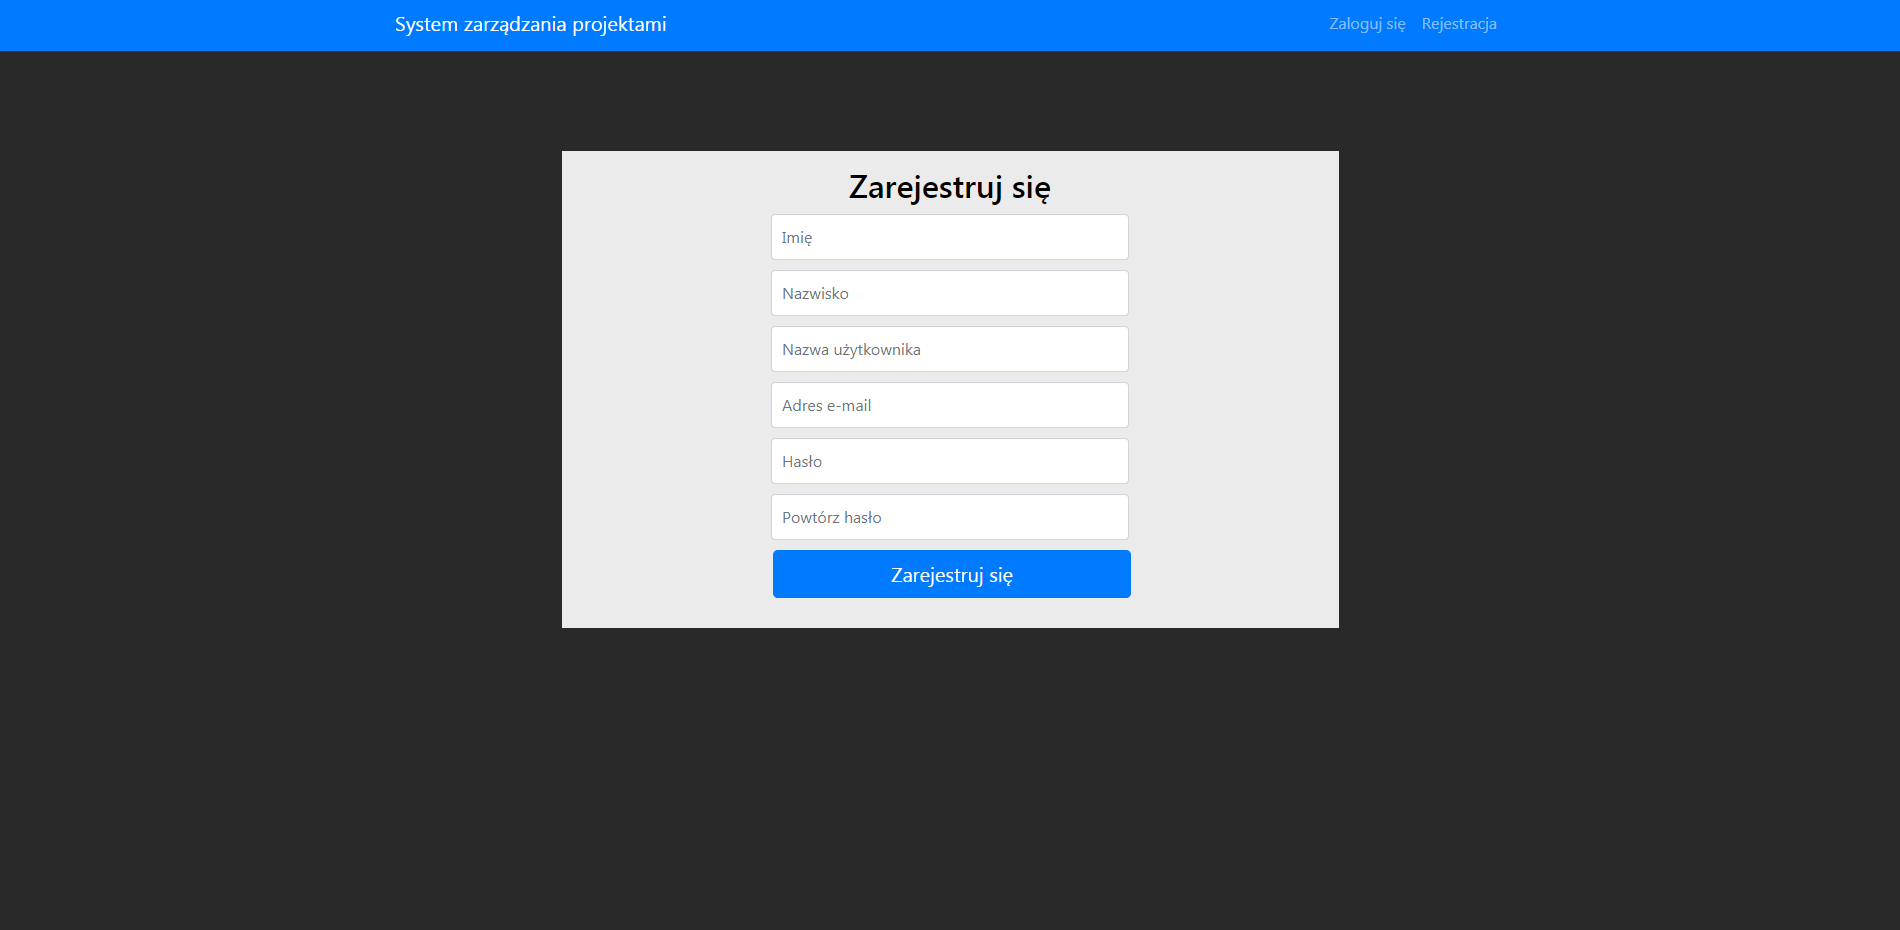 System zarządzania projektami
Zaloguj się Rejestracja
Zarejestruj się
Imię
Nazwisko
Nazwa użytkownika
Adres e-mail
Hasło
Powtórz hasło
Zarejestruj się